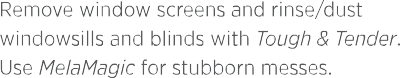 Remove window screens and rinse/dust
windowsills and blinds with Tough & Tender.
Use MelaMagic for stubborn messes.